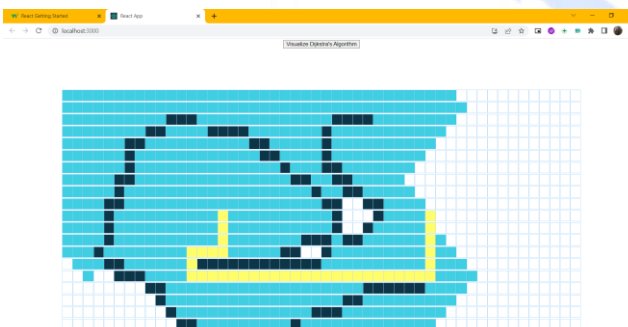 React Getting Started
React App
localhost:3000
Visualize Dijkstra's Algorithm